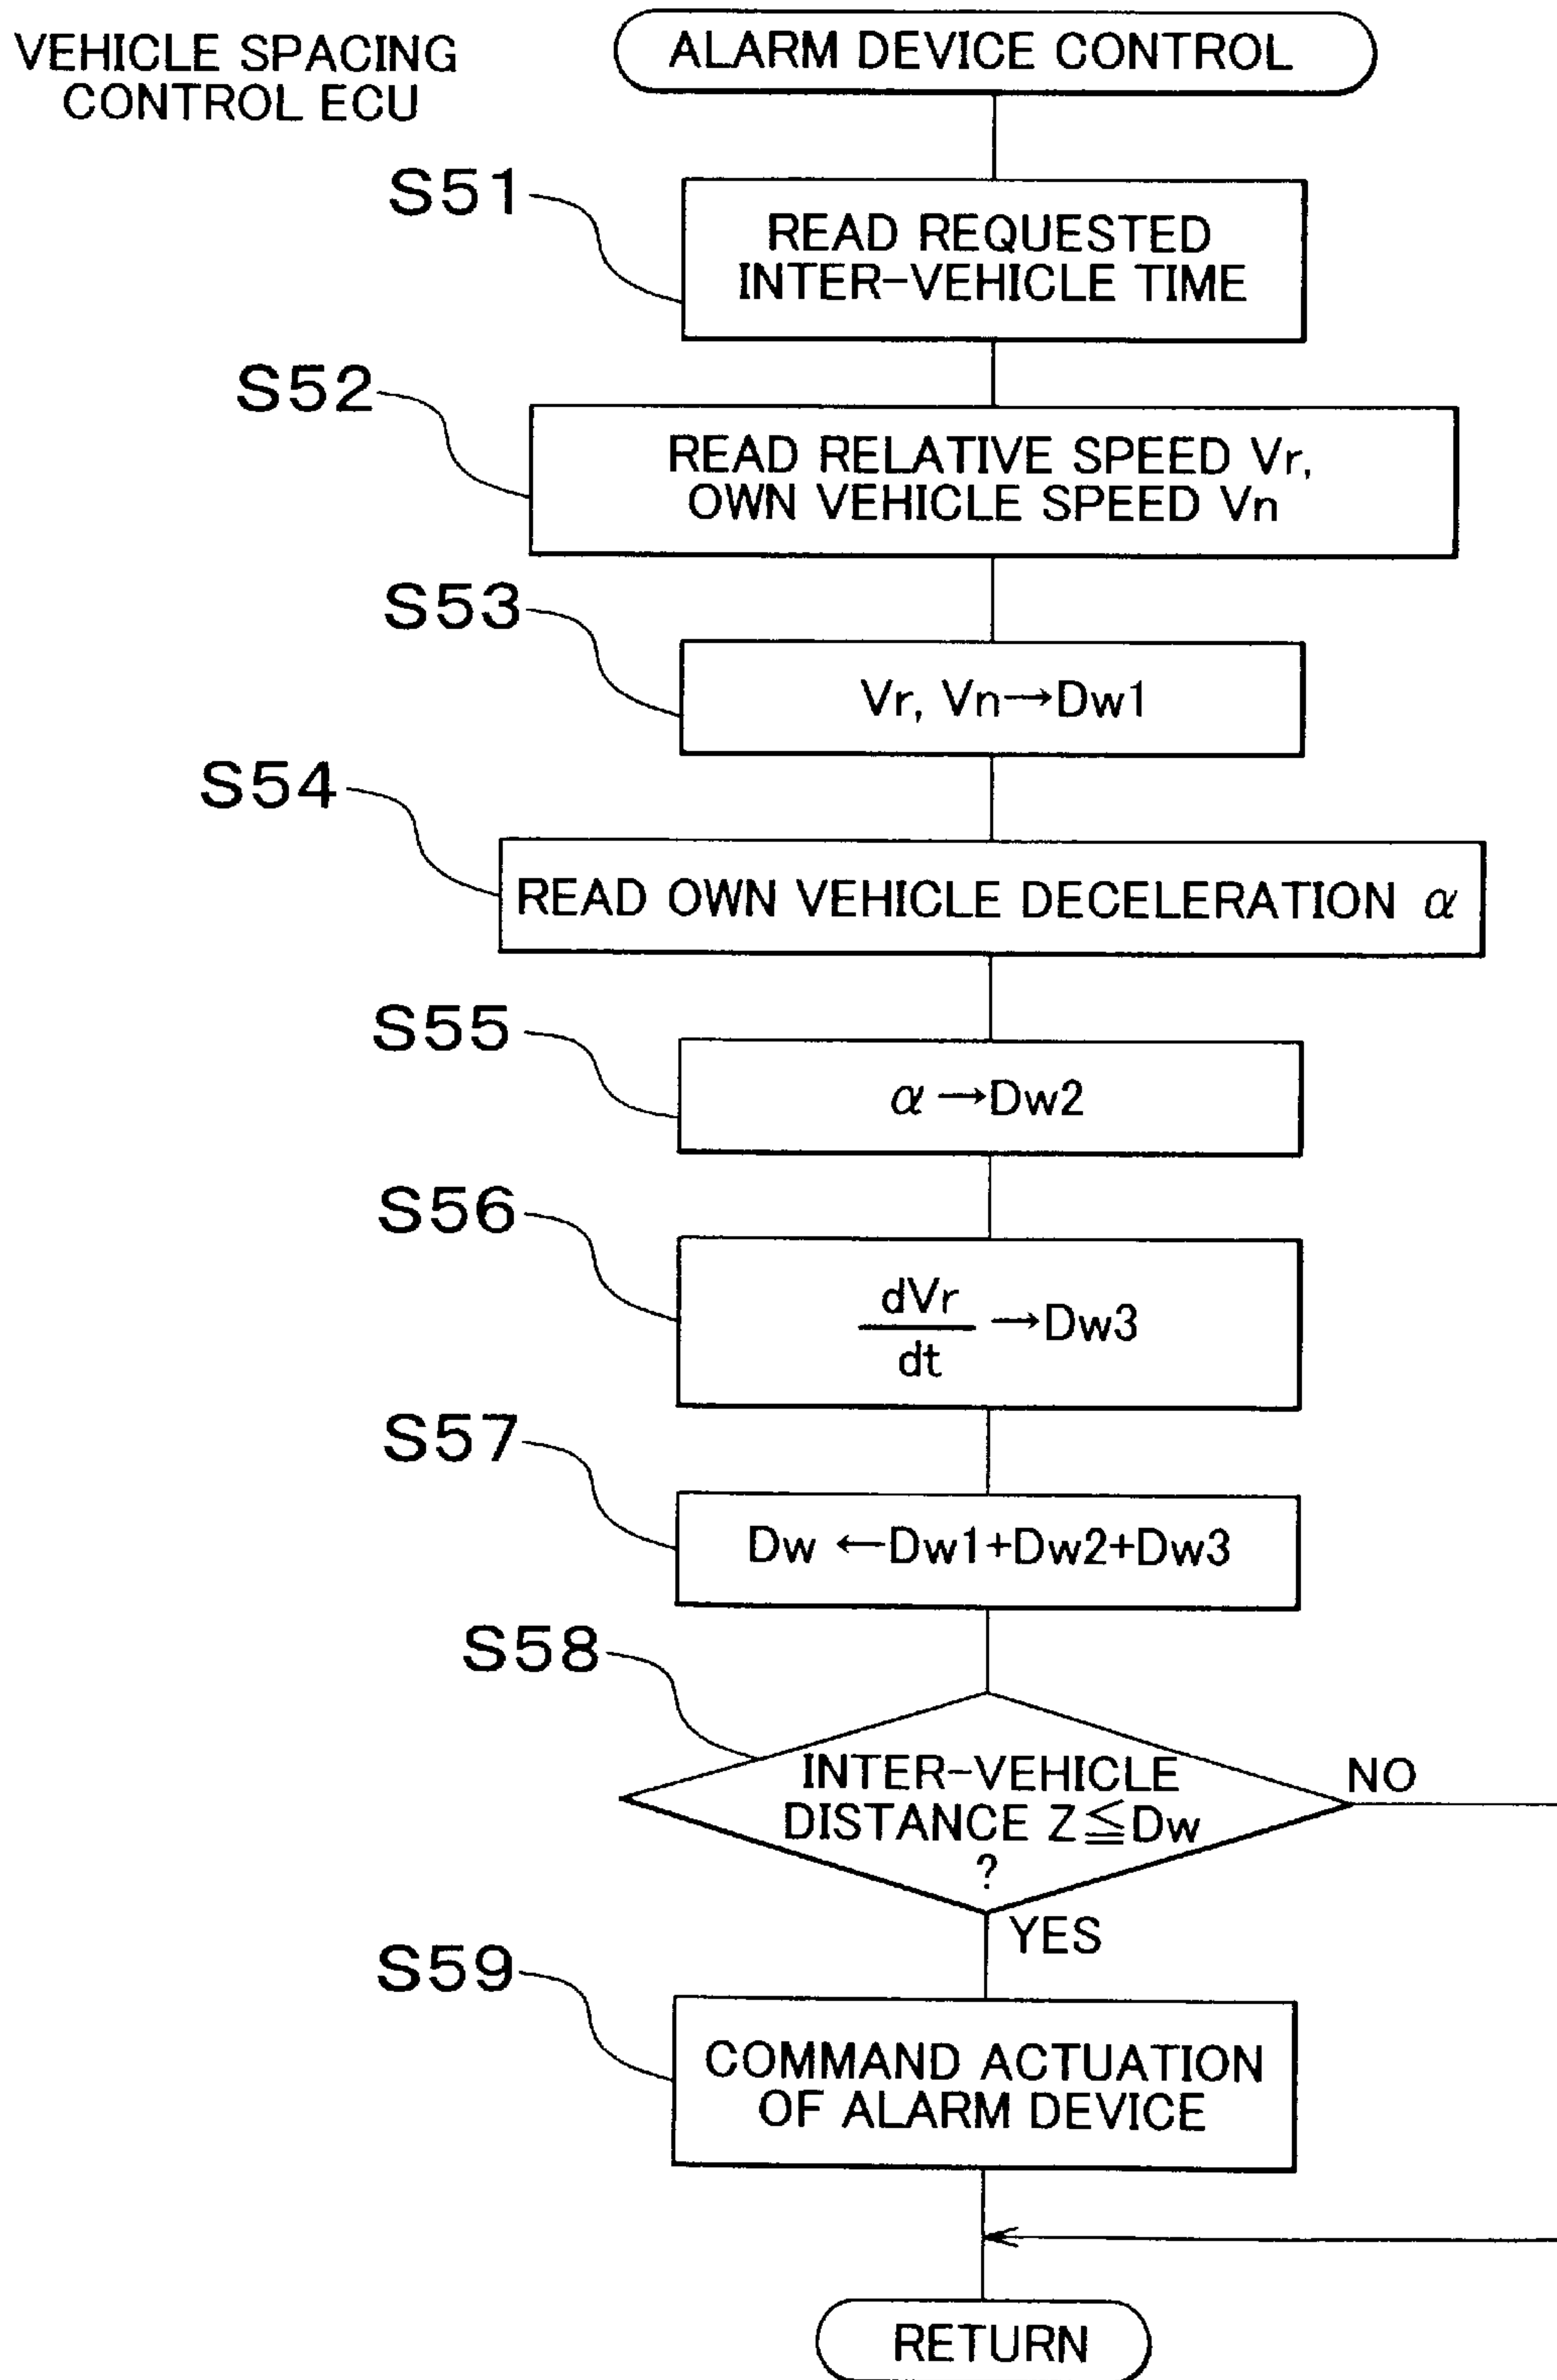 VEHICLE SPACING
CONTROL ECU
ALARM DEVICE CONTROL
S51
READ REQUESTED
INTER-VEHICLE TIME
S52
READ RELATIVE SPEED Vr,
OWN VEHICLE SPEED Vn
S53
Vr, Vn→Dw1
S54
READ OWN VEHICLE DECELERATION α
S55
α→Dw2
S56
dVr
dt
→Dw3
S57
Dw ←Dw1+Dw2+Dw3
S58
INTER-VEHICLE
DISTANCE Z≦Dw
?
NO
YES
S59
COMMAND ACTUATION
OF ALARM DEVICE
RETURN